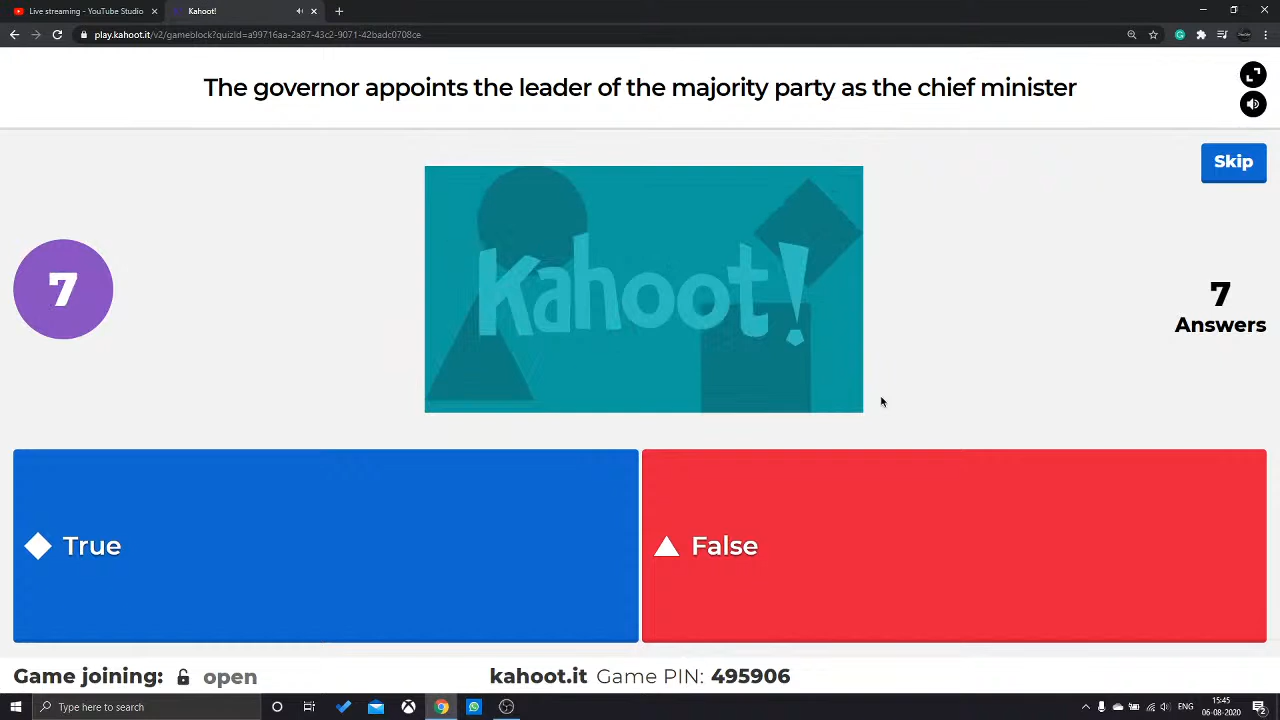 Live streaming - YouTube Studio
Kahoot!
play.kahoot.it/v2/gameblock?quizId=a99716aa-2a87-43c2-9071-42badc0708ce
The governor appoints the leader of the majority party as the chief minister
Skip
Kahoot!
7
7
Answers
True
False
Game joining: open
kahoot.it Game PIN: 495906
Type here to search
ENG
15:45
06-08-2020
2